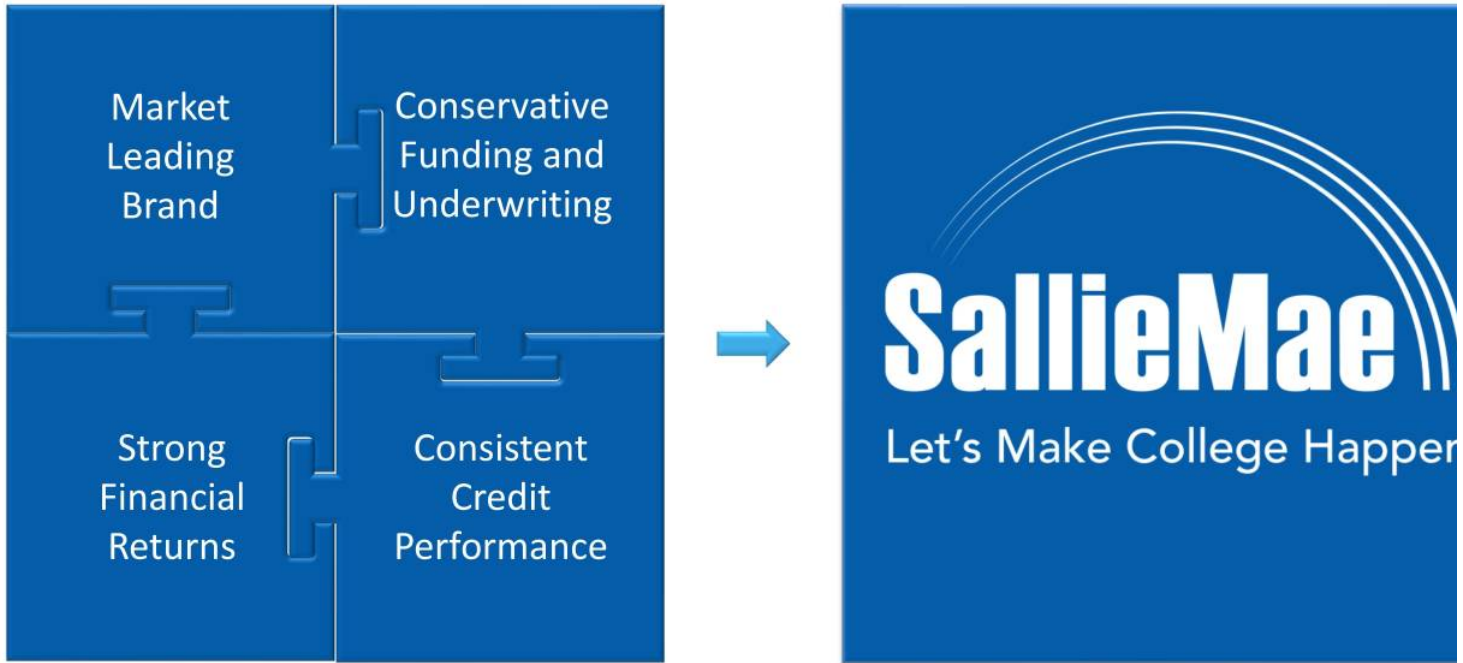 Market
Leading
Brand
Conservative
Funding and
Underwriting
Strong
Financial
Returns
Consistent
Credit
Performance
SallieMae
Let's Make College Happen